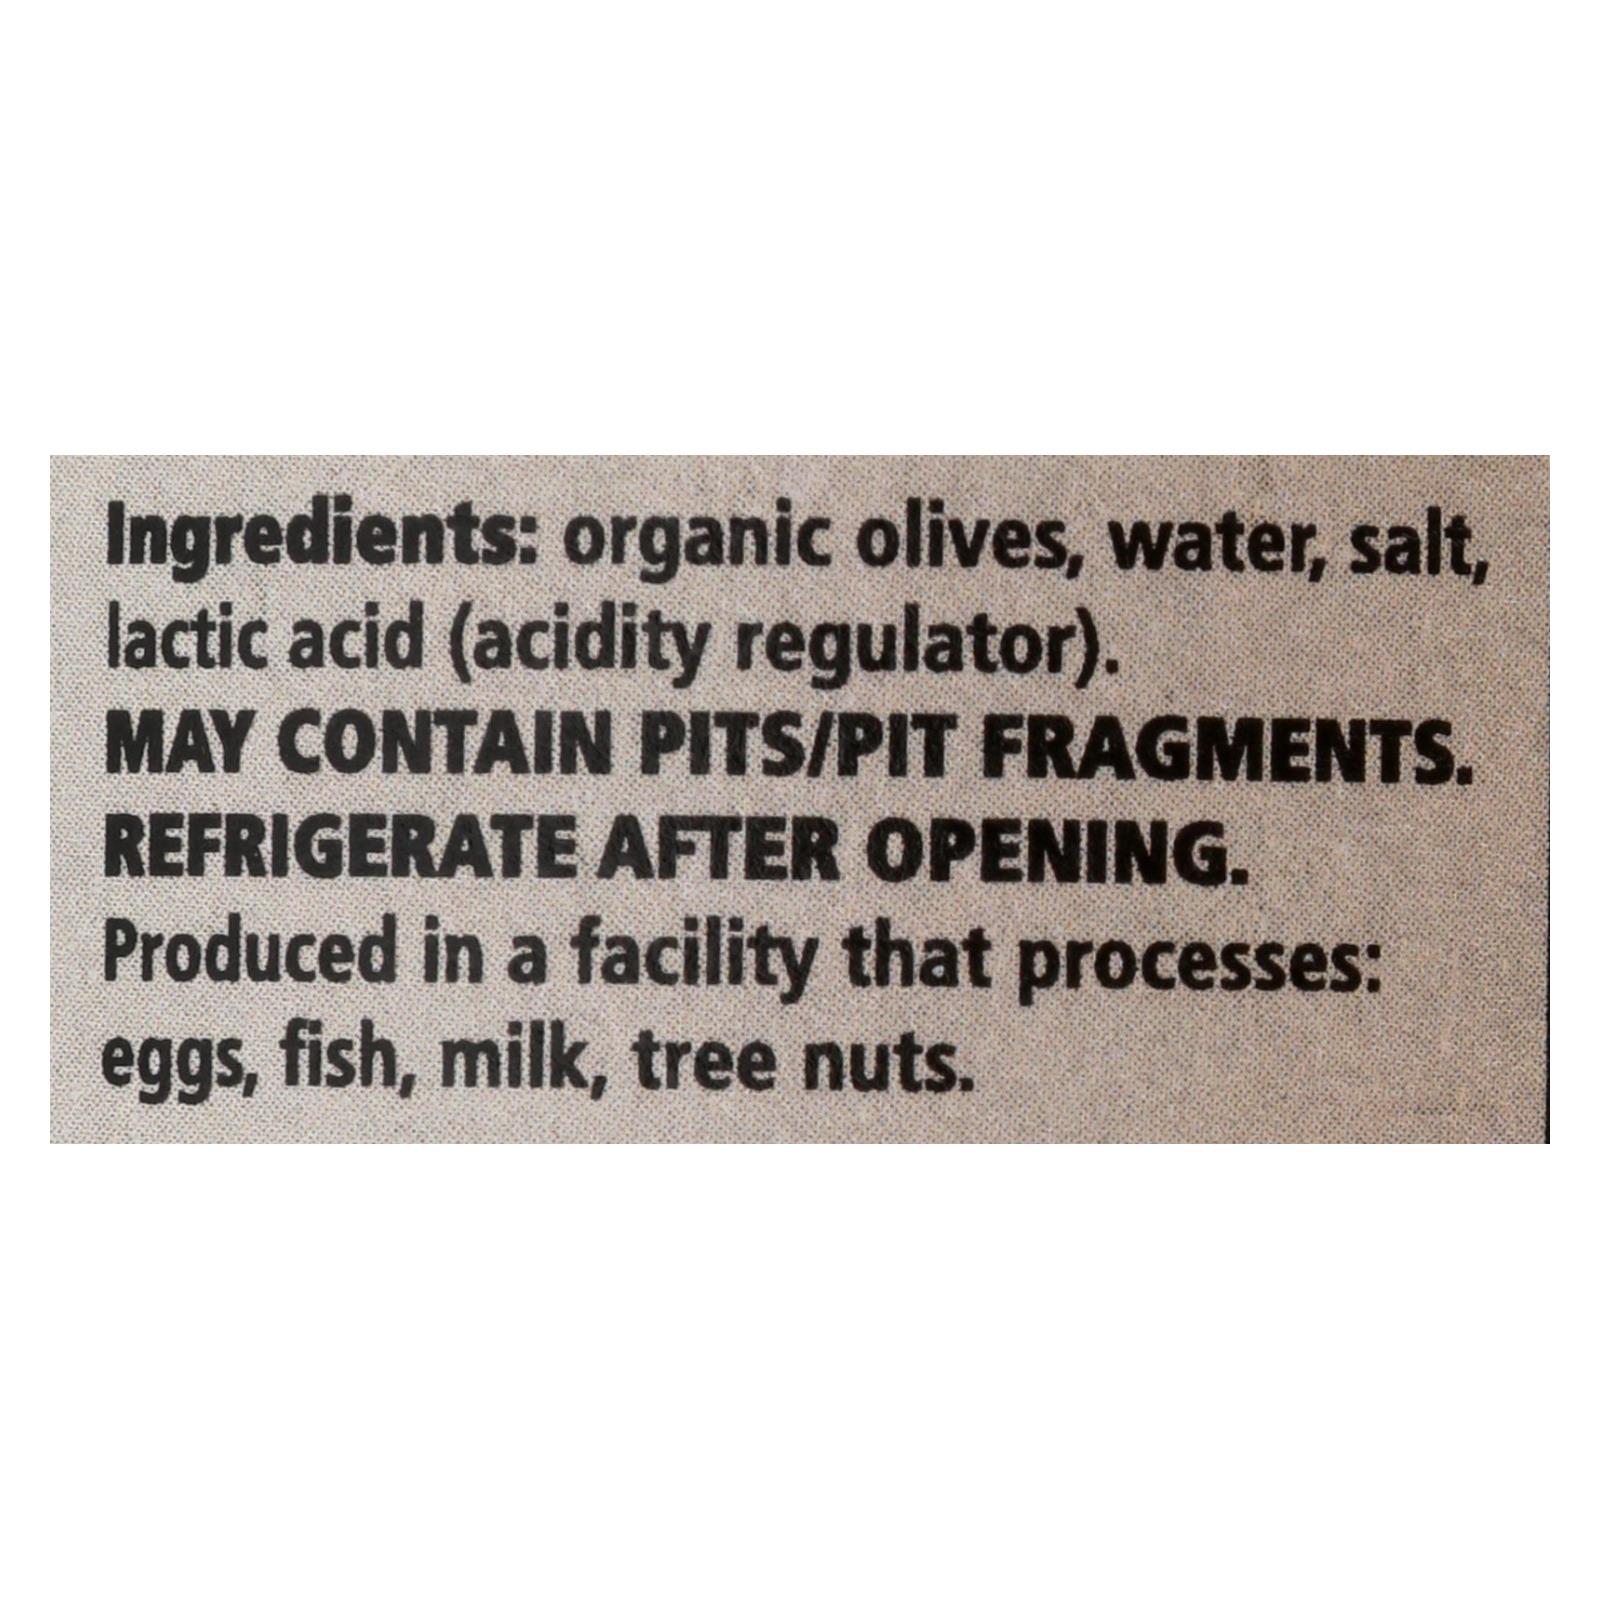 Ingredients: organic olives, water, salt,
lactic acid (acidity regulator).
MAY CONTAIN PITS/PIT FRAGMENTS.
REFRIGERATE AFTER OPENING.
Produced in a facility that processes:
eggs, fish, milk, tree nuts.